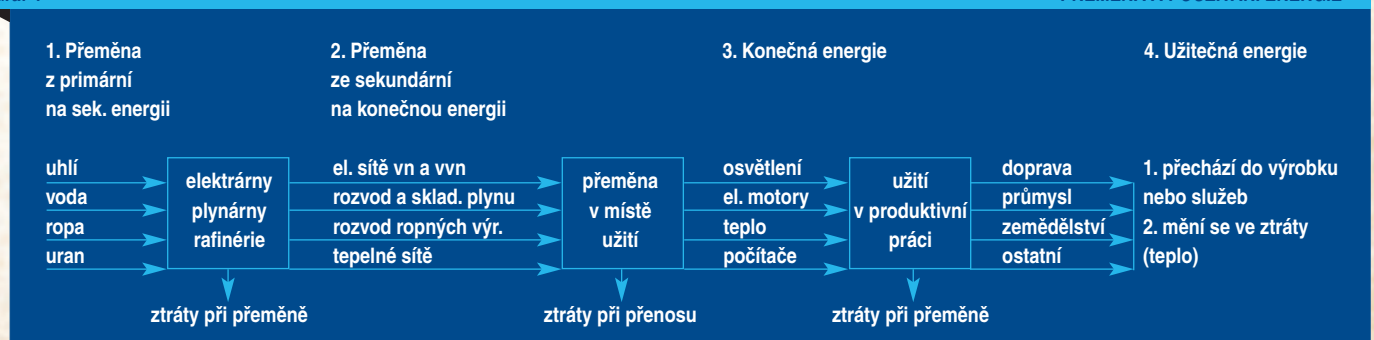 1. Přeměna
z primární
na sek. energii
2. Přeměna
ze sekundární
na konečnou energii
3. Konečná energie
4. Užitečná energie
uhlí
voda
ropa
uran
elektrárny
plynárny
rafinérie
el. sítě vn a vvn
rozvod a sklad. plynu
rozvod ropných výr.
tepelné sítě
přeměna
v místě
užití
osvětlení
el. motory
teplo
počítače
užití
v produktivní
práci
doprava
průmysl
zemědělství
ostatní
1. přechází do výrobku
nebo služeb
2. mění se ve ztráty
(teplo)
ztráty při přeměně
ztráty při přenosu
ztráty při přeměně